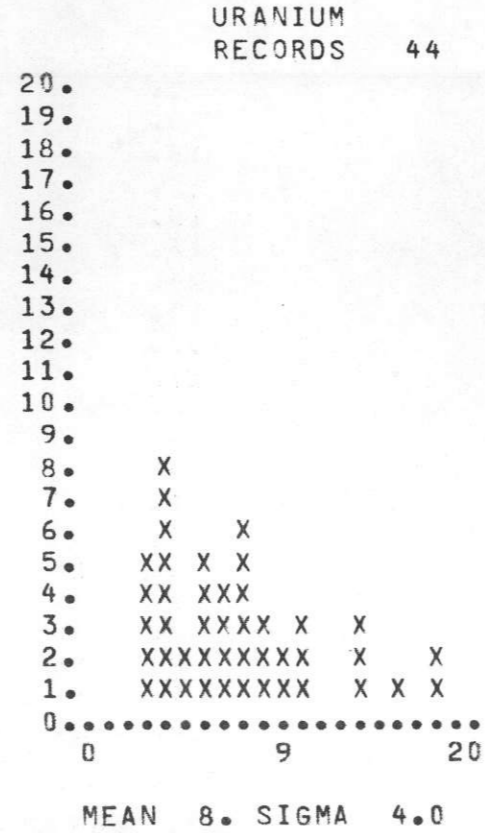 URANIUM
RECORDS   44
20.
19.
18.
17.
16.
15.
14.
13.
12.
11.
10.
9.
8.    X
7.    X
6.    X   X
5.   XX X X
4.   XX XXX
3.   XX XXXX X  X
2.   XXXXXXXXX  X   X
1.   XXXXXXXXX  X X X
0......................
0         9        20
MEAN  8. SIGMA  4.0